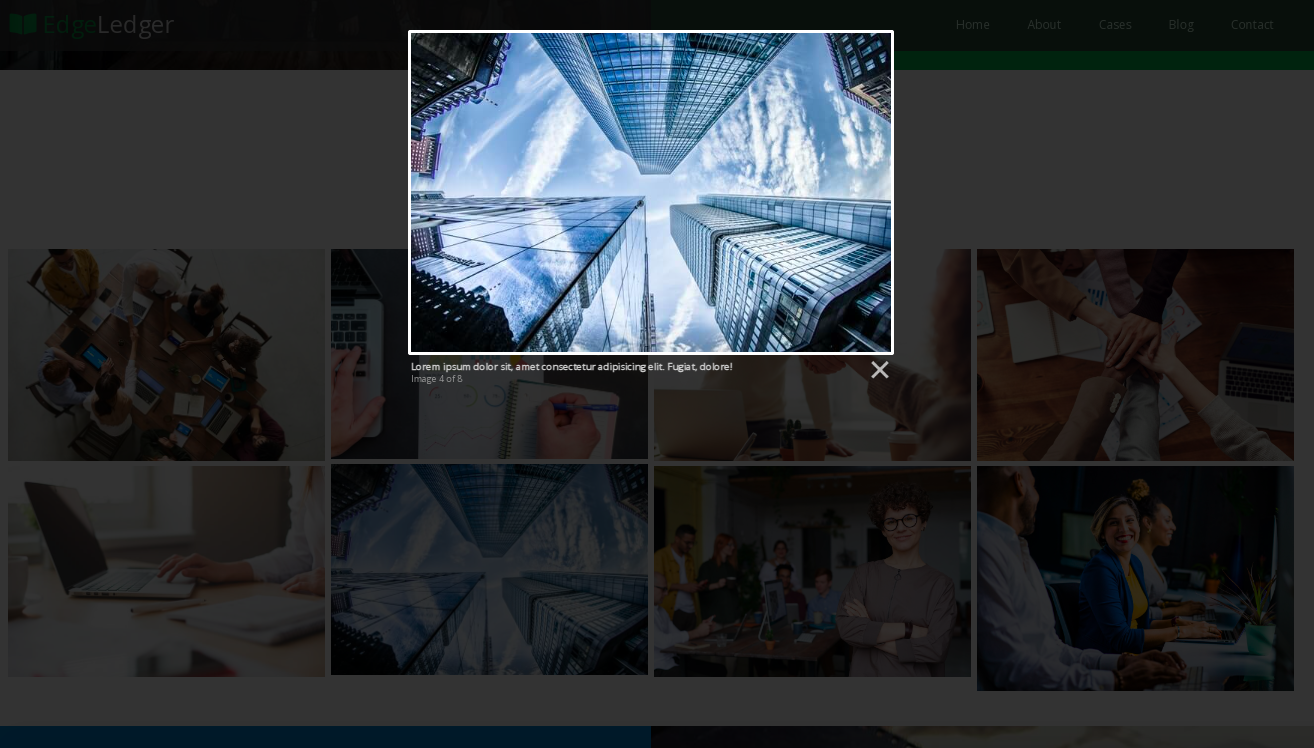 EdgeLedger
Home
About
Cases
Blog
Contact
Lorem ipsum dolor sit, amet consectetur adipisicing elit. Fugiat, dolore!
Image 4 of 8